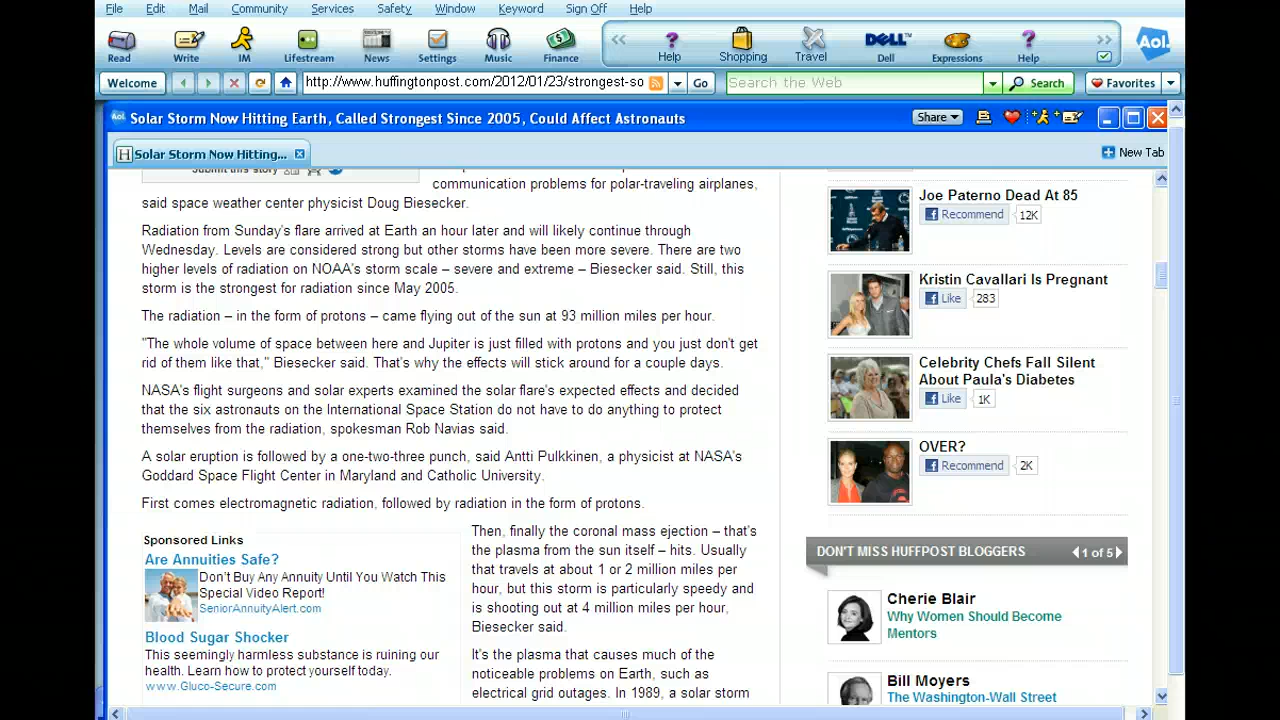 File Edit Mail Community Services Safety Window Keyword Sign Off Help
Read Write IM Lifestream News Settings Music Finance Help Shopping Travel Dell Expressions Help
DELL
Aol.
Welcome http://www.huffingtonpost.com/2012/01/23/strongest-so Go Search the Web Search Favorites
Aol Solar Storm Now Hitting Earth, Called Strongest Since 2005, Could Affect Astronauts Share
H Solar Storm Now Hitting... New Tab
Submit this story
communication problems for polar-traveling airplanes,
said space weather center physicist Doug Biesecker.
Radiation from Sunday's flare arrived at Earth an hour later and will likely continue through
Wednesday. Levels are considered strong but other storms have been more severe. There are two
higher levels of radiation on NOAA's storm scale – severe and extreme – Biesecker said. Still, this
storm is the strongest for radiation since May 2005.
The radiation – in the form of protons – came flying out of the sun at 93 million miles per hour.
"The whole volume of space between here and Jupiter is just filled with protons and you just don't get
rid of them like that," Biesecker said. That's why the effects will stick around for a couple days.
NASA's flight surgeons and solar experts examined the solar flare's expected effects and decided
that the six astronauts on the International Space Station do not have to do anything to protect
themselves from the radiation, spokesman Rob Navias said.
A solar eruption is followed by a one-two-three punch, said Antti Pulkkinen, a physicist at NASA's
Goddard Space Flight Center in Maryland and Catholic University.
First comes electromagnetic radiation, followed by radiation in the form of protons.
Then, finally the coronal mass ejection – that's
the plasma from the sun itself – hits. Usually
that travels at about 1 or 2 million miles per
hour, but this storm is particularly speedy and
is shooting out at 4 million miles per hour,
Biesecker said.
It's the plasma that causes much of the
noticeable problems on Earth, such as
electrical grid outages. In 1989, a solar storm
Sponsored Links
Are Annuities Safe?
Don't Buy Any Annuity Until You Watch This
Special Video Report!
SeniorAnnuityAlert.com
Blood Sugar Shocker
This seemingly harmless substance is ruining our
health. Learn how to protect yourself today.
www.Gluco-Secure.com
Joe Paterno Dead At 85
Recommend 12K
Kristin Cavallari Is Pregnant
Like 283
Celebrity Chefs Fall Silent
About Paula's Diabetes
Like 1K
OVER?
Recommend 2K
DON'T MISS HUFFPOST BLOGGERS 1 of 5
Cherie Blair
Why Women Should Become
Mentors
Bill Moyers
The Washington-Wall Street